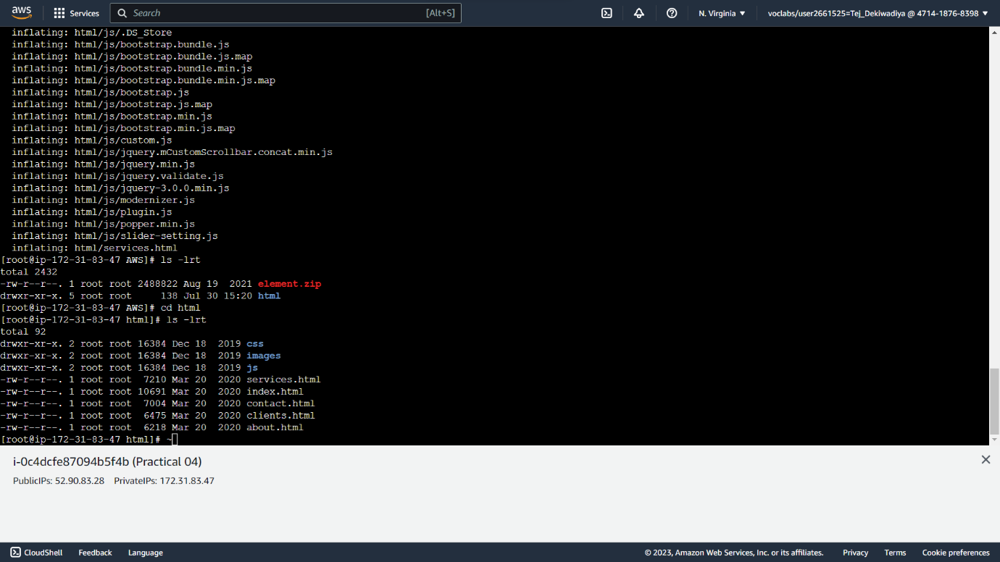 aws
Services
Search
[Alt+S]
N. Virginia
voclabs/user2661525=Tej_Dekiwadiya @ 4714-1876-8398
inflating: html/js/.DS_Store
inflating: html/js/bootstrap.bundle.js
inflating: html/js/bootstrap.bundle.js.map
inflating: html/js/bootstrap.bundle.min.js
inflating: html/js/bootstrap.bundle.min.js.map
inflating: html/js/bootstrap.js
inflating: html/js/bootstrap.js.map
inflating: html/js/bootstrap.min.js
inflating: html/js/bootstrap.min.js.map
inflating: html/js/custom.js
inflating: html/js/jquery.mCustomScrollbar.concat.min.js
inflating: html/js/jquery.min.js
inflating: html/js/jquery.validate.js
inflating: html/js/jquery-3.0.0.min.js
inflating: html/js/modernizer.js
inflating: html/js/plugin.js
inflating: html/js/popper.min.js
inflating: html/js/slider-setting.js
inflating: html/services.html
[root@ip-172-31-83-47 AWS]# ls -lrt
total 2432
-rw-r--r--. 1 root root 2488822 Aug 19  2021 element.zip
drwxr-xr-x. 5 root root     138 Jul 30 15:20 html
[root@ip-172-31-83-47 AWS]# cd html
[root@ip-172-31-83-47 html]# ls -lrt
total 92
drwxr-xr-x. 2 root root 16384 Dec 18  2019 css
drwxr-xr-x. 2 root root 16384 Dec 18  2019 images
drwxr-xr-x. 2 root root 16384 Dec 18  2019 js
-rw-r--r--. 1 root root  7210 Mar 20  2020 services.html
-rw-r--r--. 1 root root 10691 Mar 20  2020 index.html
-rw-r--r--. 1 root root  7004 Mar 20  2020 contact.html
-rw-r--r--. 1 root root  6475 Mar 20  2020 clients.html
-rw-r--r--. 1 root root  6218 Mar 20  2020 about.html
[root@ip-172-31-83-47 html]# ~
i-0c4dcfe87094b5f4b (Practical 04)
PublicIPs: 52.90.83.28 PrivateIPs: 172.31.83.47
CloudShell
Feedback
Language
© 2023, Amazon Web Services, Inc. or its affiliates.
Privacy
Terms
Cookie preferences